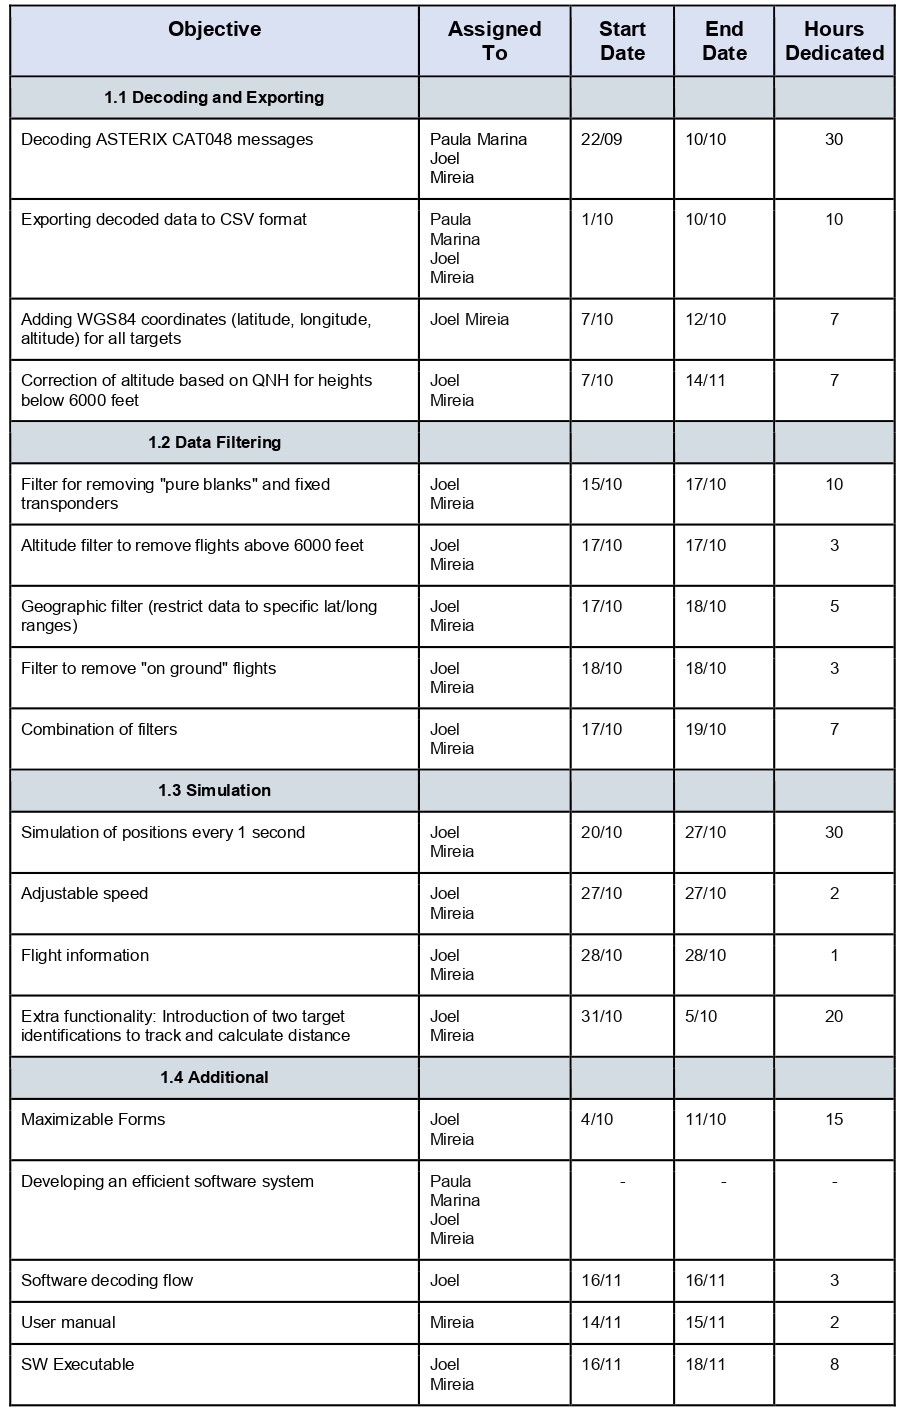 Objective
Assigned To
Start Date
End Date
Hours Dedicated
1.1 Decoding and Exporting
Decoding ASTERIX CAT048 messages
Paula Marina
Joel
Mireia
22/09
10/10
30
Exporting decoded data to CSV format
Paula
Marina
Joel
Mireia
1/10
10/10
10
Adding WGS84 coordinates (latitude, longitude,
altitude) for all targets
Joel Mireia
7/10
12/10
7
Correction of altitude based on QNH for heights
below 6000 feet
Joel
Mireia
7/10
14/11
7
1.2 Data Filtering
Filter for removing "pure blanks" and fixed
transponders
Joel
Mireia
15/10
17/10
10
Altitude filter to remove flights above 6000 feet
Joel
Mireia
17/10
17/10
3
Geographic filter (restrict data to specific lat/long
ranges)
Joel
Mireia
17/10
18/10
5
Filter to remove "on ground" flights
Joel
Mireia
18/10
18/10
3
Combination of filters
Joel
Mireia
17/10
19/10
7
1.3 Simulation
Simulation of positions every 1 second
Joel
Mireia
20/10
27/10
30
Adjustable speed
Joel
Mireia
27/10
27/10
2
Flight information
Joel
Mireia
28/10
28/10
1
Extra functionality: Introduction of two target
identifications to track and calculate distance
Joel
Mireia
31/10
5/10
20
1.4 Additional
Maximizable Forms
Joel
Mireia
4/10
11/10
15
Developing an efficient software system
Paula
Marina
Joel
Mireia
-
-
-
Software decoding flow
Joel
16/11
16/11
3
User manual
Mireia
14/11
15/11
2
SW Executable
Joel
Mireia
16/11
18/11
8